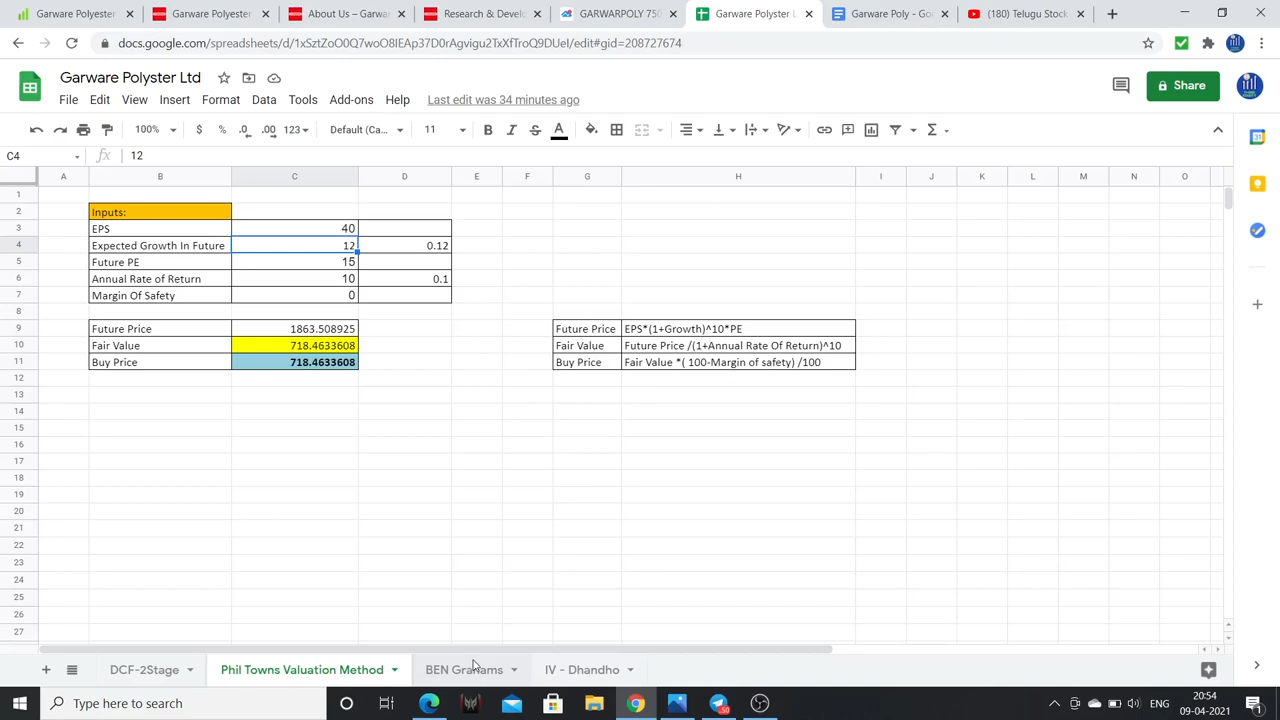 Garware Polyester
Garware Polyester
About Us – Garwa
Research & Develo
GARWARPOLY 750
Garware Polyster L
Garware Poly - Go
(180) Telugu Stock
docs.google.com/spreadsheets/d/1xSztZoO0Q7woO8IEAp37D0rAgvigu2TxXfTroQ9DUeI/edit#gid=208727674
Garware Polyster Ltd
File Edit View Insert Format Data Tools Add-ons Help Last edit was 34 minutes ago
Share
100% $ % .0 .00 123 Default (Ca... 11 B I S A
C4 fx 12
A B C D E F G H I J K L M N O
1
2 Inputs:
3 EPS 40
4 Expected Growth In Future 12 0.12
5 Future PE 15
6 Annual Rate of Return 10 0.1
7 Margin Of Safety 0
8
9 Future Price 1863.508925 Future Price EPS*(1+Growth)^10*PE
10 Fair Value 718.4633608 Fair Value Future Price /(1+Annual Rate Of Return)^10
11 Buy Price 718.4633608 Buy Price Fair Value *( 100-Margin of safety) /100
12
13
14
15
16
17
18
19
20
21
22
23
24
25
26
27
DCF-2Stage Phil Towns Valuation Method BEN Grahams IV - Dhandho
Type here to search
ENG
20:54
09-04-2021